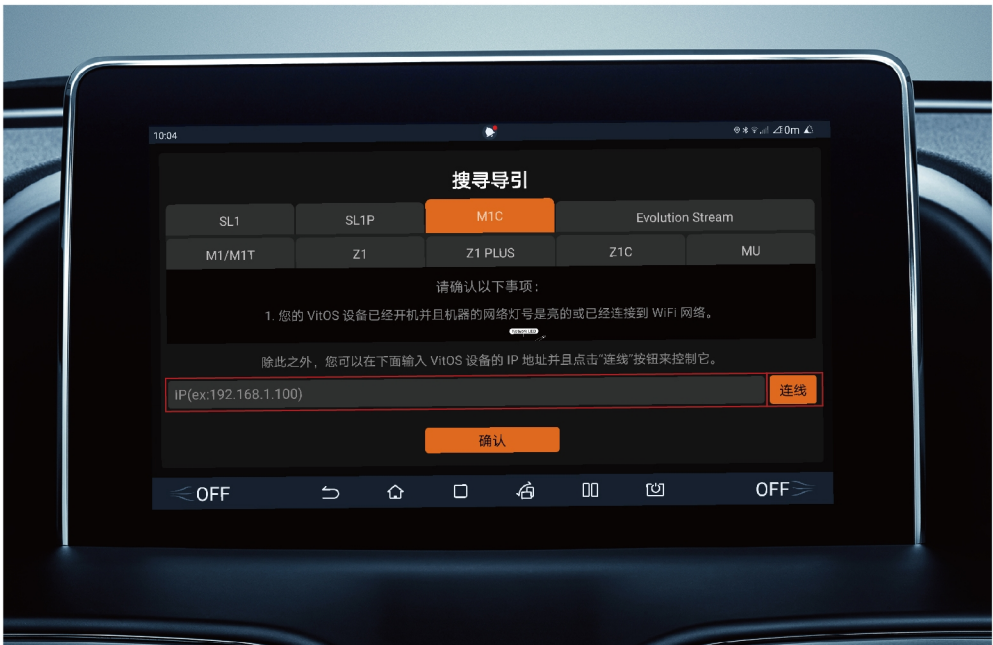 10:04
0m
搜寻导引
SL1 SL1P M1C Evolution Stream
M1/M1T Z1 Z1 PLUS Z1C MU
请确认以下事项：
1. 您的 VitOS 设备已经开机并且机器的网络灯号是亮的或已经连接到 WiFi 网络。
除此之外，您可以在下面输入 VitOS 设备的 IP 地址并且点击“连线”按钮来控制它。
IP(ex:192.168.1.100) 连线
确认
OFF OFF